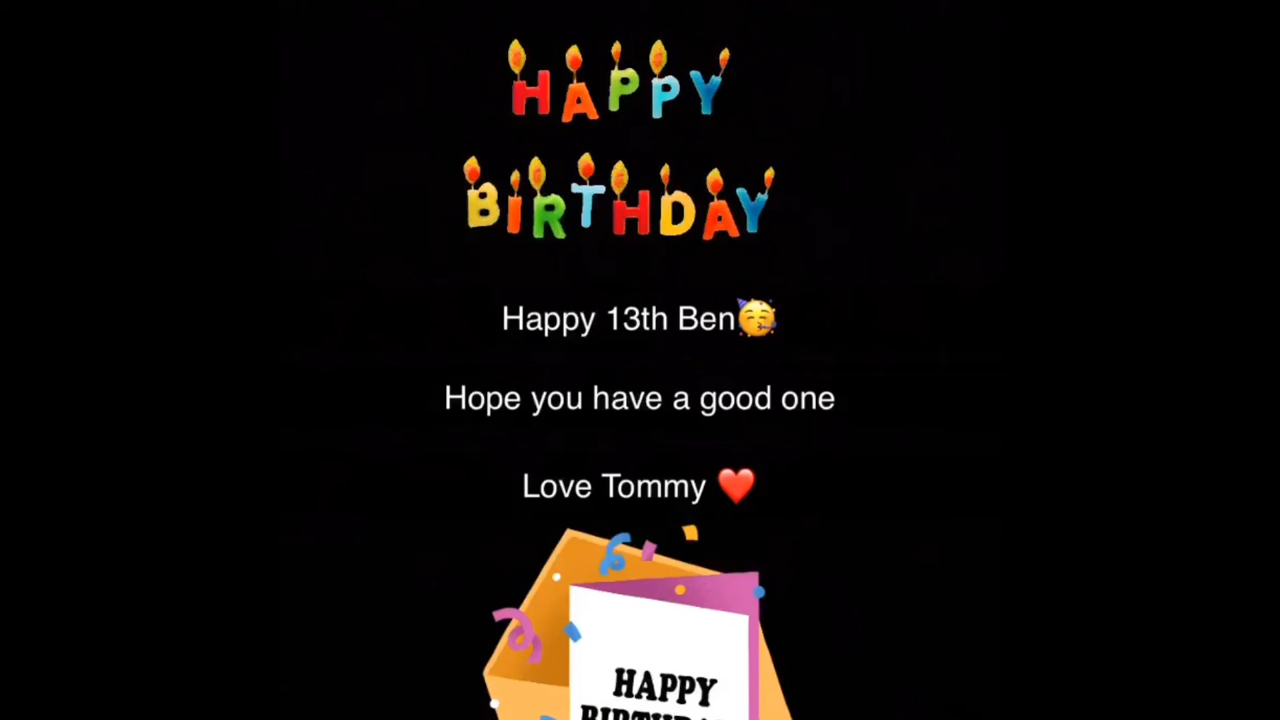 HAPPY
BIRTHDAY
Happy 13th Ben🥳
Hope you have a good one
Love Tommy ❤️
HAPPY